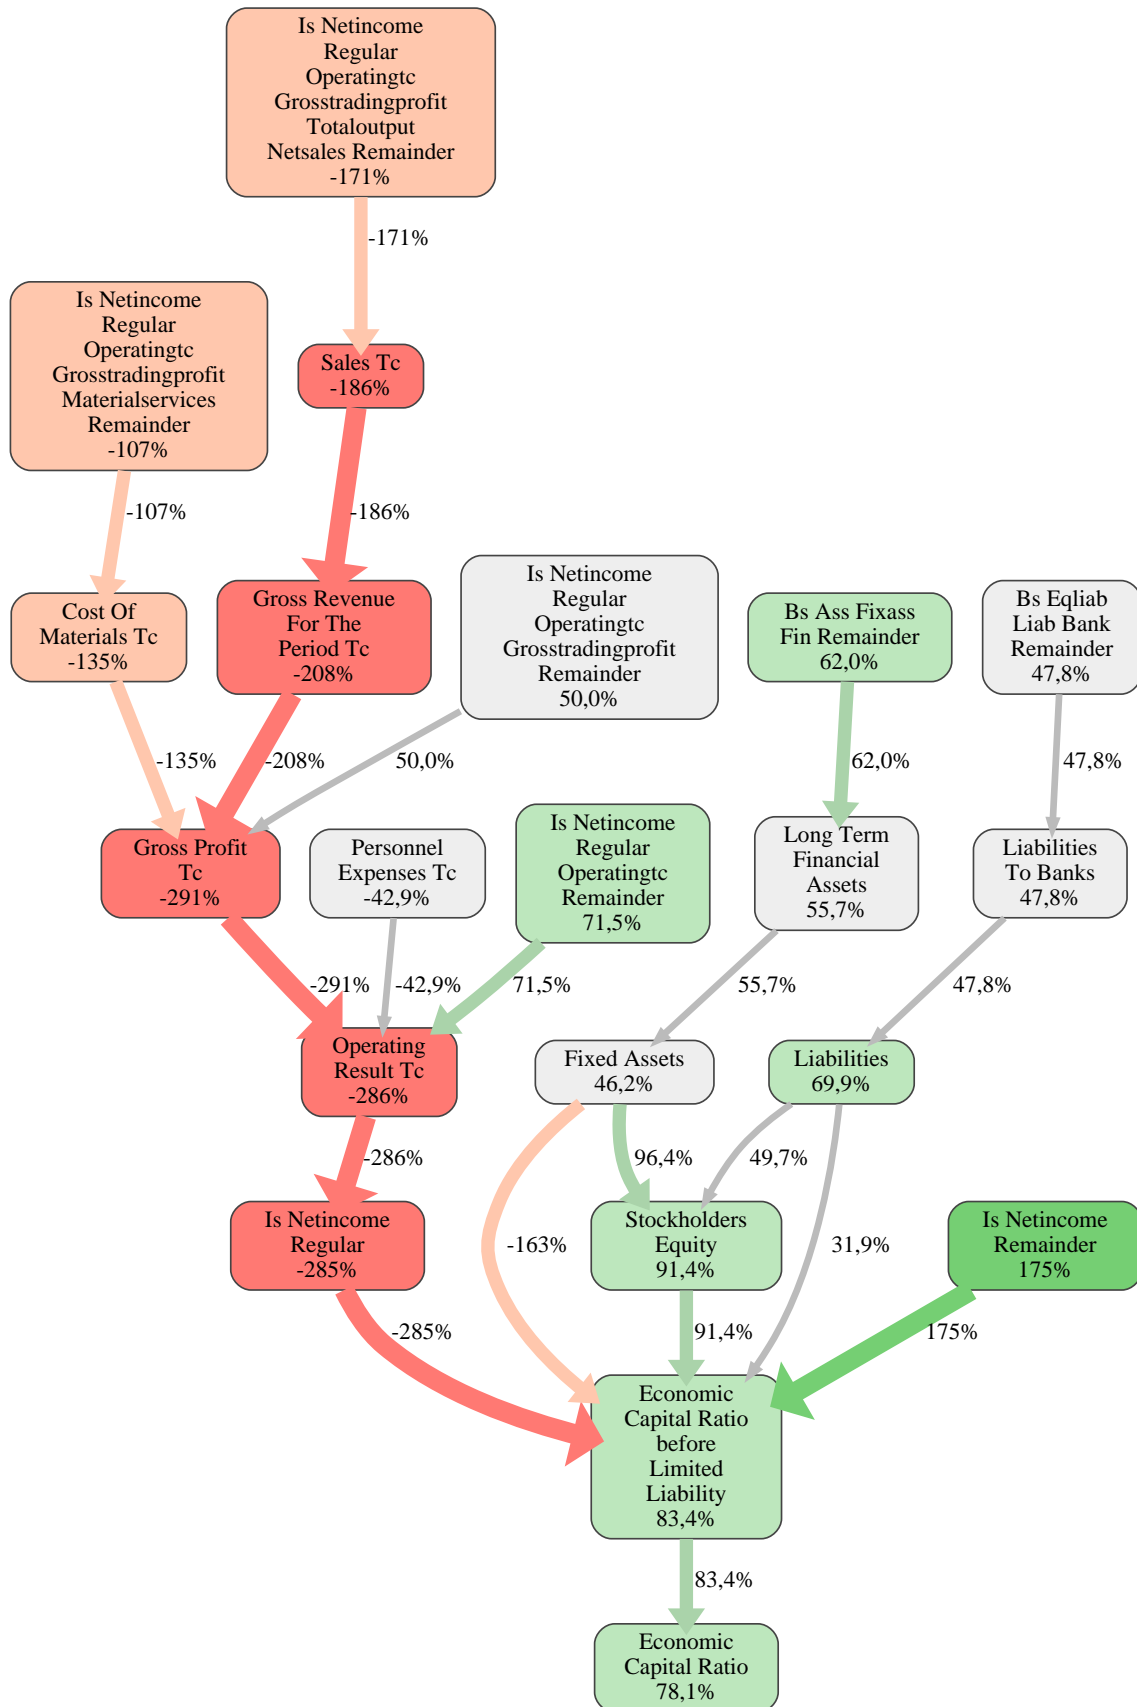 Is Netincome
Regular
Operatingtc
Grosstradingprofit
Totaloutput
Netsales Remainder
-171%
-171%
Is Netincome
Regular
Operatingtc
Grosstradingprofit
Materialservices
Remainder
-107%
Sales Tc
-186%
-107%
-186%
Cost Of
Materials Tc
-135%
Gross Revenue
For The
Period Tc
-208%
Is Netincome
Regular
Operatingtc
Grosstradingprofit
Remainder
50,0%
Bs Ass Fixass
Fin Remainder
62,0%
Bs Eqliab
Liab Bank
Remainder
47,8%
-135%
-208%
50,0%
62,0%
47,8%
Gross Profit
Tc
-291%
Personnel
Expenses Tc
-42,9%
Is Netincome
Regular
Operatingtc
Remainder
71,5%
Long Term
Financial
Assets
55,7%
Liabilities
To Banks
47,8%
-291%
-42,9%
71,5%
55,7%
47,8%
Operating
Result Tc
-286%
Fixed Assets
46,2%
Liabilities
69,9%
-286%
96,4%
49,7%
Is Netincome
Regular
-285%
-163%
Stockholders
Equity
91,4%
31,9%
Is Netincome
Remainder
175%
-285%
91,4%
175%
Economic
Capital Ratio
before
Limited
Liability
83,4%
83,4%
Economic
Capital Ratio
78,1%